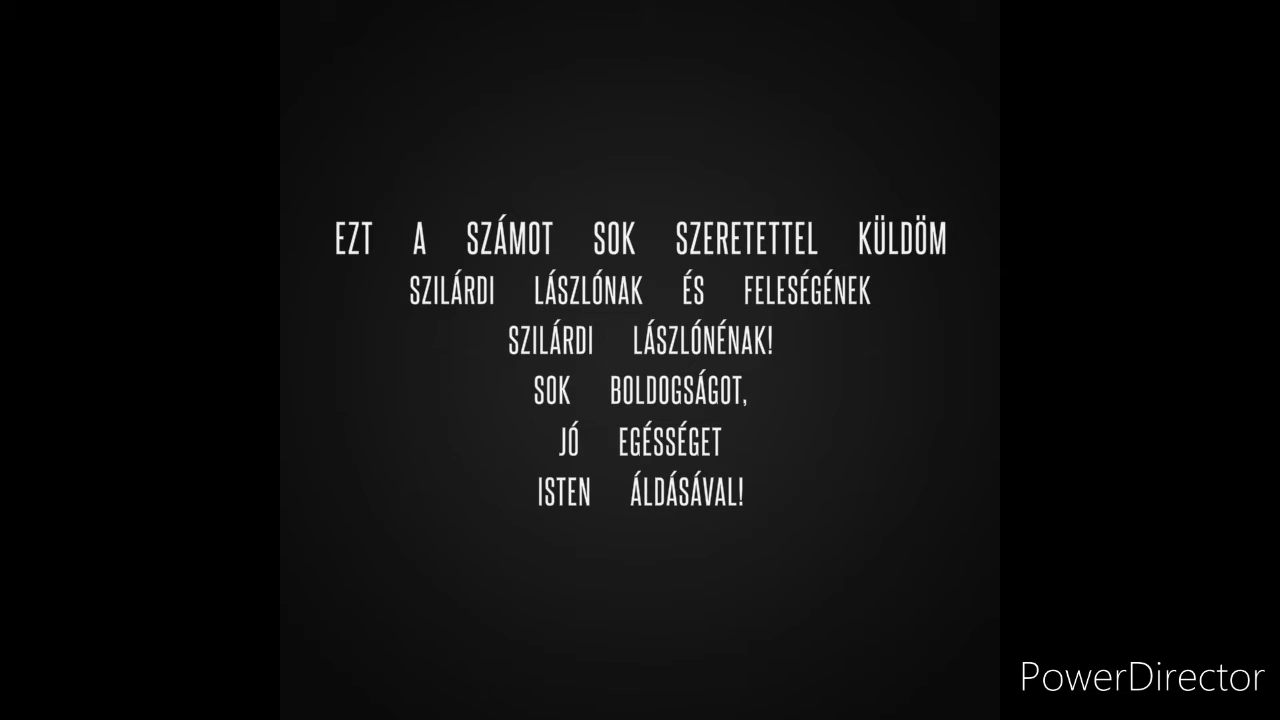 EZT A SZÁMOT SOK SZERETETTEL KÜLDÖM
SZILÁRDI LÁSZLÓNAK ÉS FELESÉGÉNEK
SZILÁRDI LÁSZLÓNÉNAK!
SOK BOLDOGSÁGOT,
JÓ EGÉSSÉGET
ISTEN ÁLDÁSÁVAL!
PowerDirector